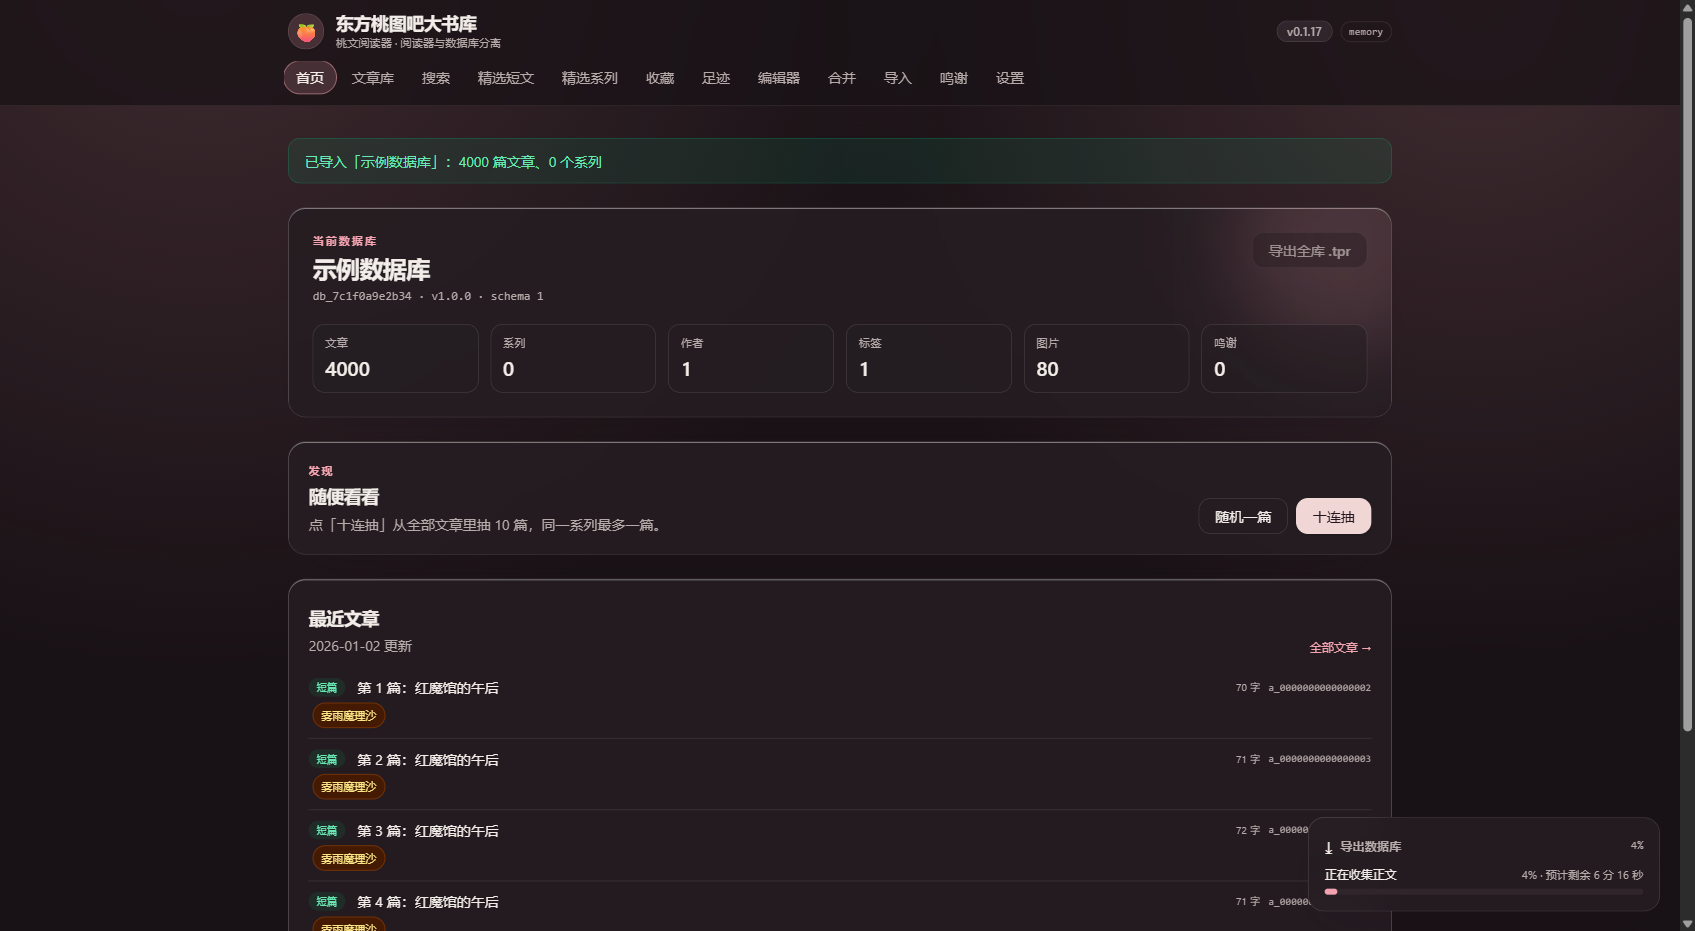 东方桃图吧大书库
桃文阅读器 · 阅读器与数据库分离
v0.1.17 memory
首页 文章库 搜索 精选短文 精选系列 收藏 足迹 编辑器 合并 导入 鸣谢 设置
已导入「示例数据库」：4000 篇文章、0 个系列
当前数据库
示例数据库
db_7c1f0a9e2b34 · v1.0.0 · schema 1
导出全库 .tpr
文章 系列 作者 标签 图片 鸣谢
4000 0 1 1 80 0
发现
随便看看
点「十连抽」从全部文章里抽 10 篇，同一系列最多一篇。
随机一篇 十连抽
最近文章
2026-01-02 更新
全部文章 →
短篇 第 1 篇：红魔馆的午后 70 字 a_0000000000000002
雾雨魔理沙
短篇 第 2 篇：红魔馆的午后 71 字 a_0000000000000003
雾雨魔理沙
短篇 第 3 篇：红魔馆的午后 72 字 a_00000
雾雨魔理沙
短篇 第 4 篇：红魔馆的午后 71 字 a_00000
雾雨魔理沙
导出数据库 4%
正在收集正文 4% · 预计剩余 6 分 16 秒